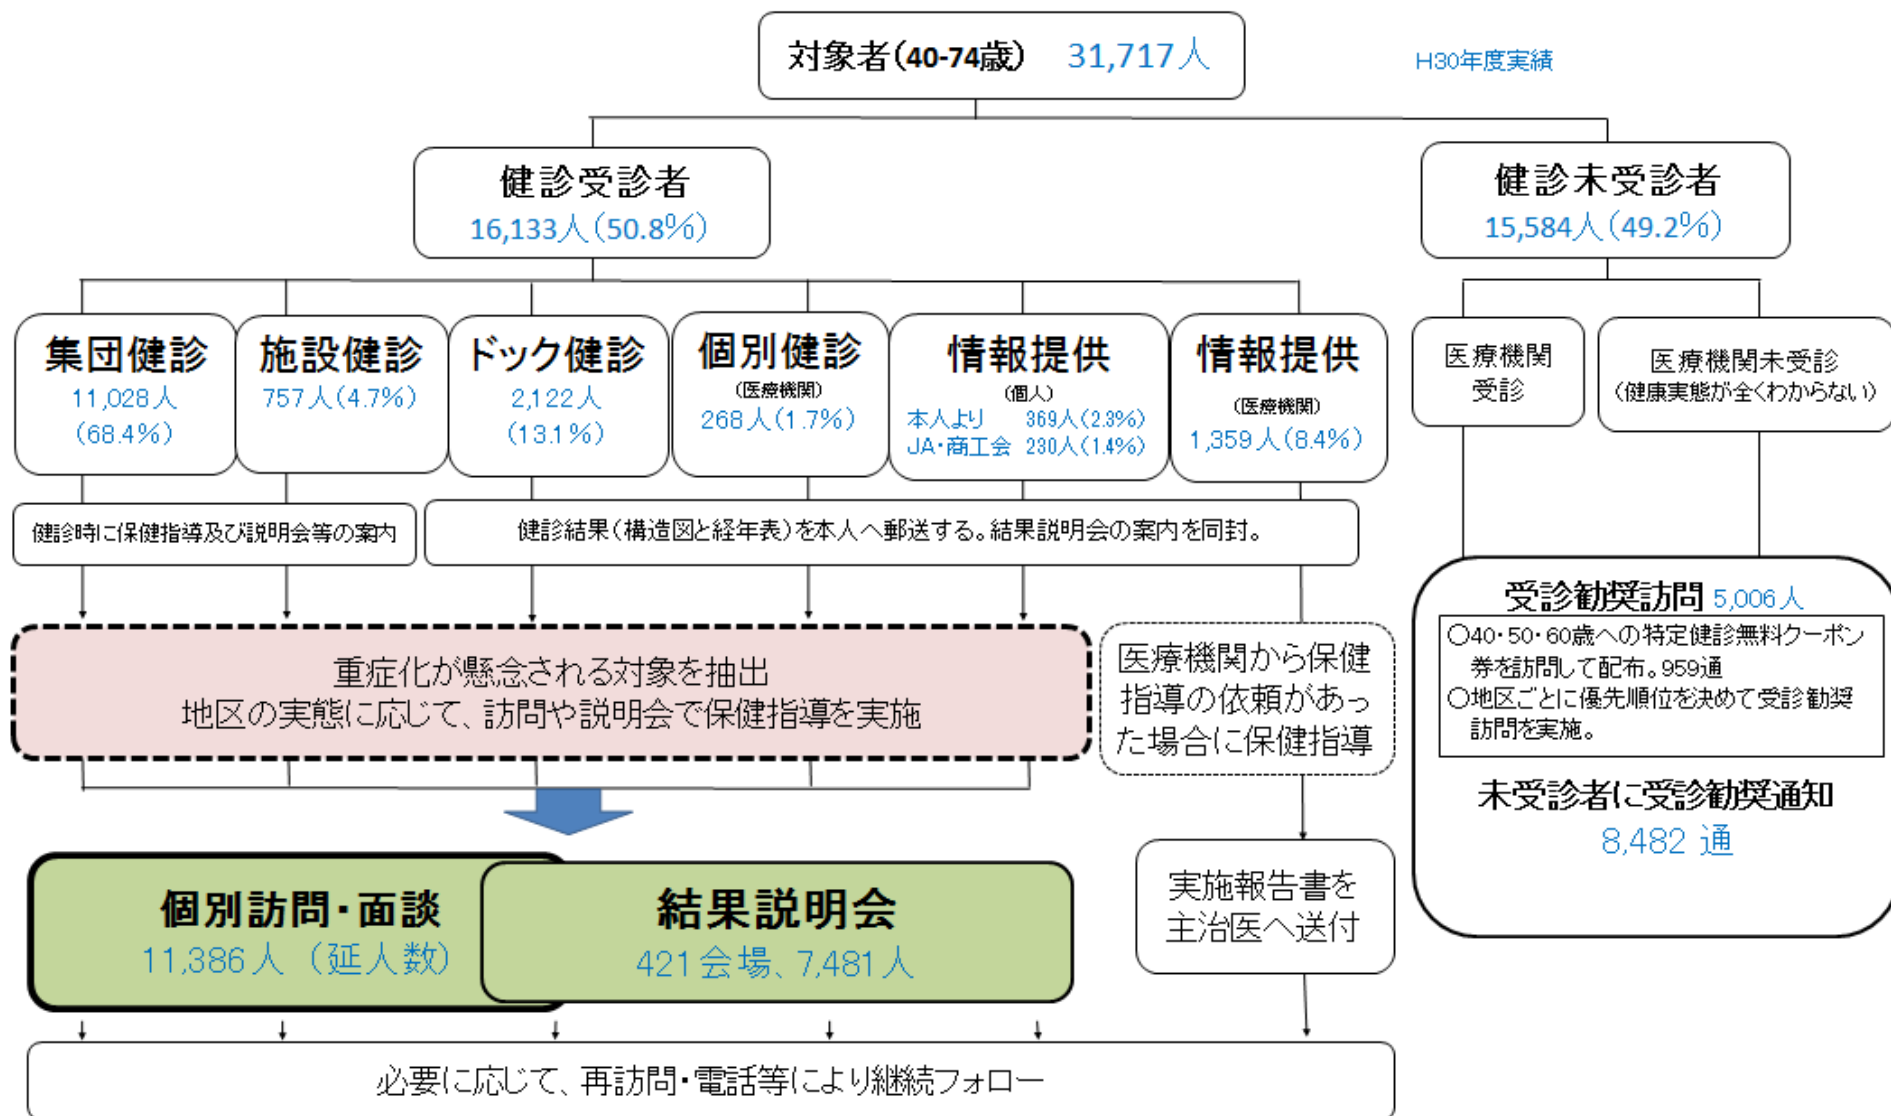 対象者(40-74歳) 31,717人
H30年度実績
健診受診者
16,133人(50.8%)
健診未受診者
15,584人(49.2%)
集団健診
11,028人
(68.4%)
施設健診
757人(4.7%)
ドック健診
2,122人
(13.1%)
個別健診
(医療機関)
268人(1.7%)
情報提供
(個人)
本人より 369人(2.3%)
JA・商工会 230人(1.4%)
情報提供
(医療機関)
1,359人(8.4%)
医療機関
受診
医療機関未受診
(健康実態が全くわからない)
健診時に保健指導及び説明会等の案内
健診結果(構造図と経年表)を本人へ郵送する。結果説明会の案内を同封。
重症化が懸念される対象を抽出
地区の実態に応じて、訪問や説明会で保健指導を実施
医療機関から保健
指導の依頼があっ
た場合に保健指導
受診勧奨訪問 5,006人
○40・50・60歳への特定健診無料クーポン
券を訪問して配布。959通
○地区ごとに優先順位を決めて受診勧奨
訪問を実施。
未受診者に受診勧奨通知
8,482 通
個別訪問・面談
11,386人 (延人数)
結果説明会
421会場、7,481人
実施報告書を
主治医へ送付
必要に応じて、再訪問・電話等により継続フォロー